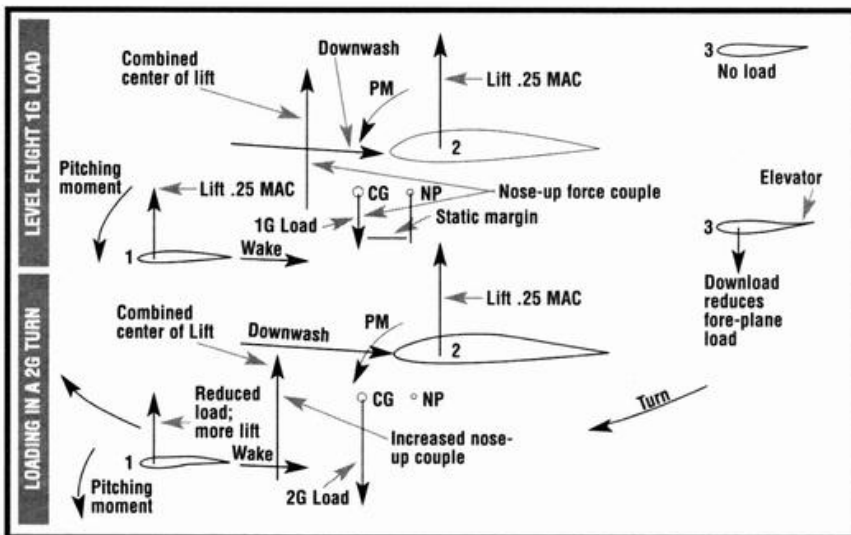 LEVEL FLIGHT 1G LOAD
Combined
center of lift
Downwash
PM
Lift .25 MAC
2
3
No load
Pitching
moment
Lift .25 MAC
CG
NP
Nose-up force couple
1G Load
Static margin
Elevator
3
1
Wake
Download
reduces
fore-plane
load
LOADING IN A 2G TURN
Combined
center of Lift
Downwash
PM
Lift .25 MAC
2
Reduced
load;
more lift
CG
NP
Turn
1
Wake
Increased nose-
up couple
Pitching
moment
2G Load